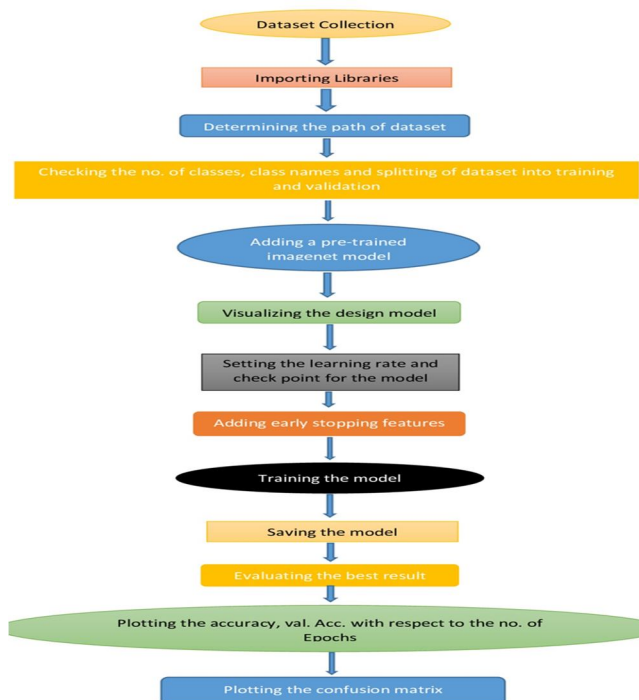 Dataset Collection
Importing Libraries
Determining the path of dataset
Checking the no. of classes, class names and splitting of dataset into training
and validation
Adding a pre-trained
imagenet model
Visualizing the design model
Setting the learning rate and
check point for the model
Adding early stopping features
Training the model
Saving the model
Evaluating the best result
Plotting the accuracy, val. Acc. with respect to the no. of
Epochs
Plotting the confusion matrix